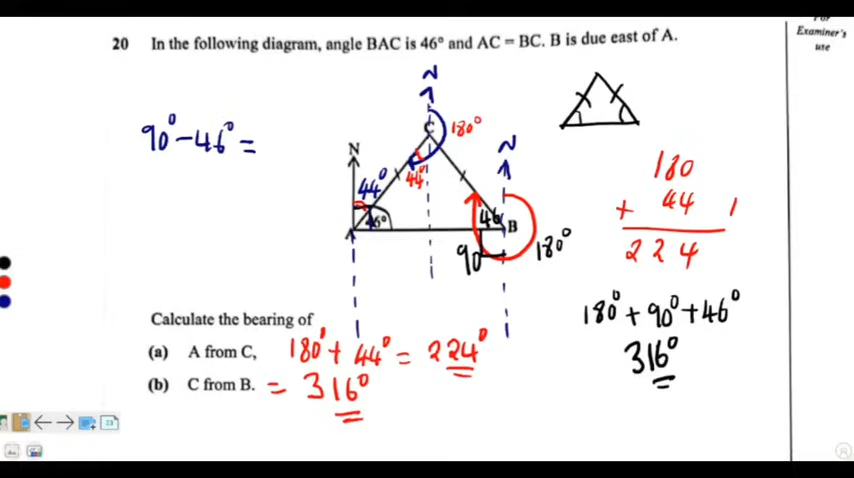 For
Examiner's
use
20 In the following diagram, angle BAC is 46° and AC = BC. B is due east of A.
N
90° - 46° =
C
180°
N
N
44°
44°
46°
A
46
B
90
180°
180
+ 44 1
224
180° + 90° + 46°
316°
Calculate the bearing of
(a) A from C, 180° + 44° = 224°
(b) C from B. = 316°